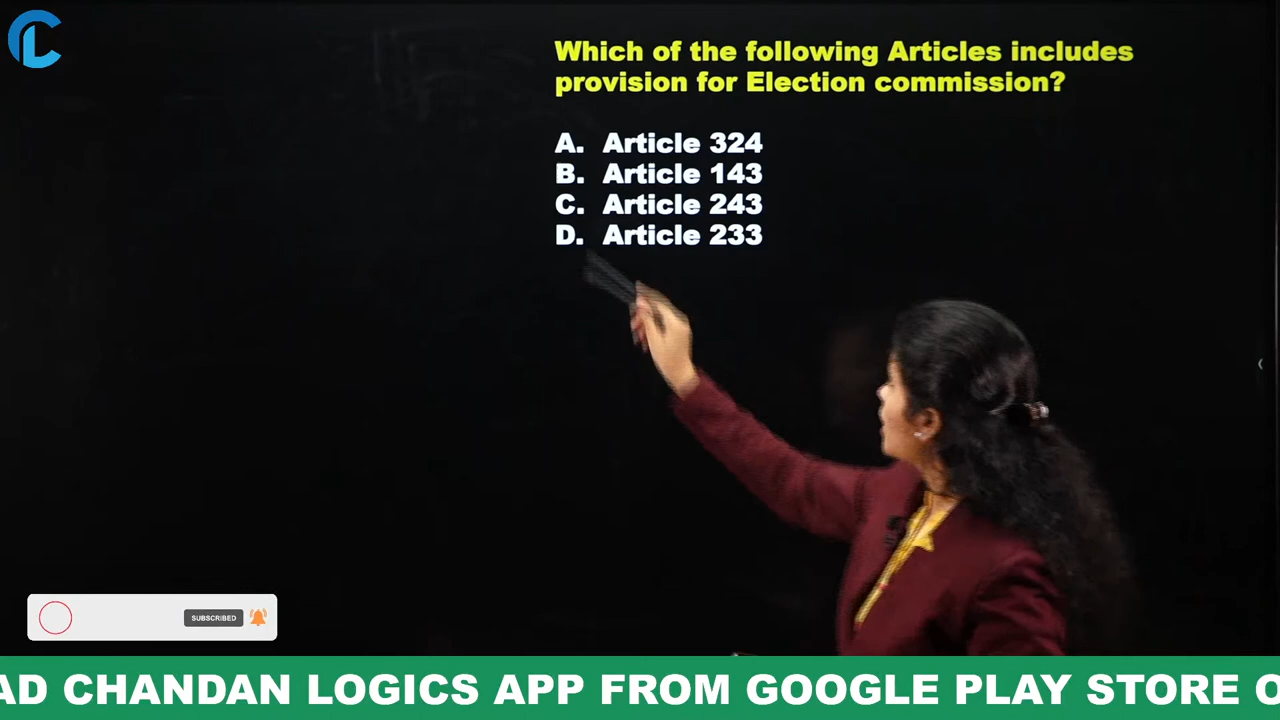 Which of the following Articles includes
provision for Election commission?
A. Article 324
B. Article 143
C. Article 243
D. Article 233
SUBSCRIBED
AD CHANDAN LOGICS APP FROM GOOGLE PLAY STORE O